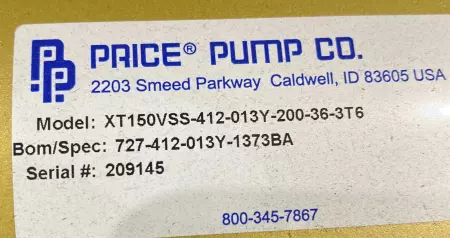 PRICE® PUMP CO.
2203 Smeed Parkway Caldwell, ID 83605 USA
Model: XT150VSS-412-013Y-200-36-3T6
Bom/Spec: 727-412-013Y-1373BA
Serial #: 209145
800-345-7867